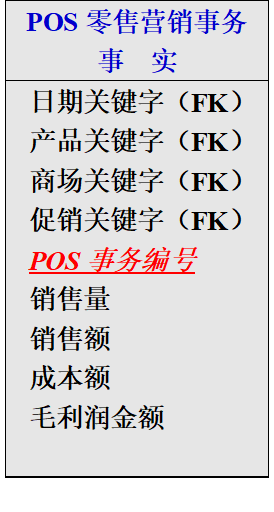 POS 零售营销事务
事 实
日期关键字（FK）
产品关键字（FK）
商场关键字（FK）
促销关键字（FK）
POS 事务编号
销售量
销售额
成本额
毛利润金额